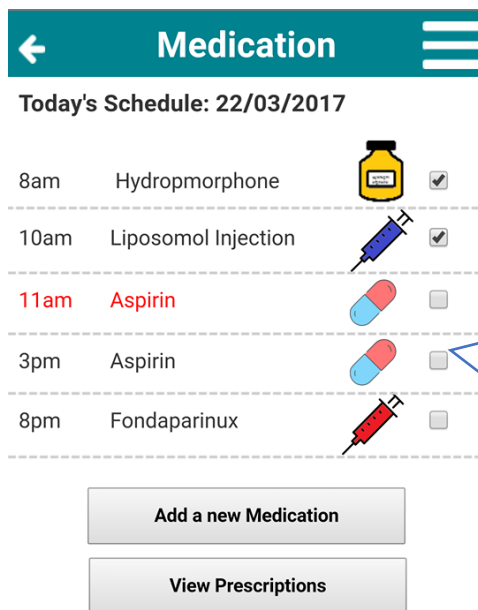 Medication
Today's Schedule: 22/03/2017
8am Hydropmorphone
10am Liposomol Injection
11am Aspirin
3pm Aspirin
8pm Fondaparinux
Add a new Medication
View Prescriptions